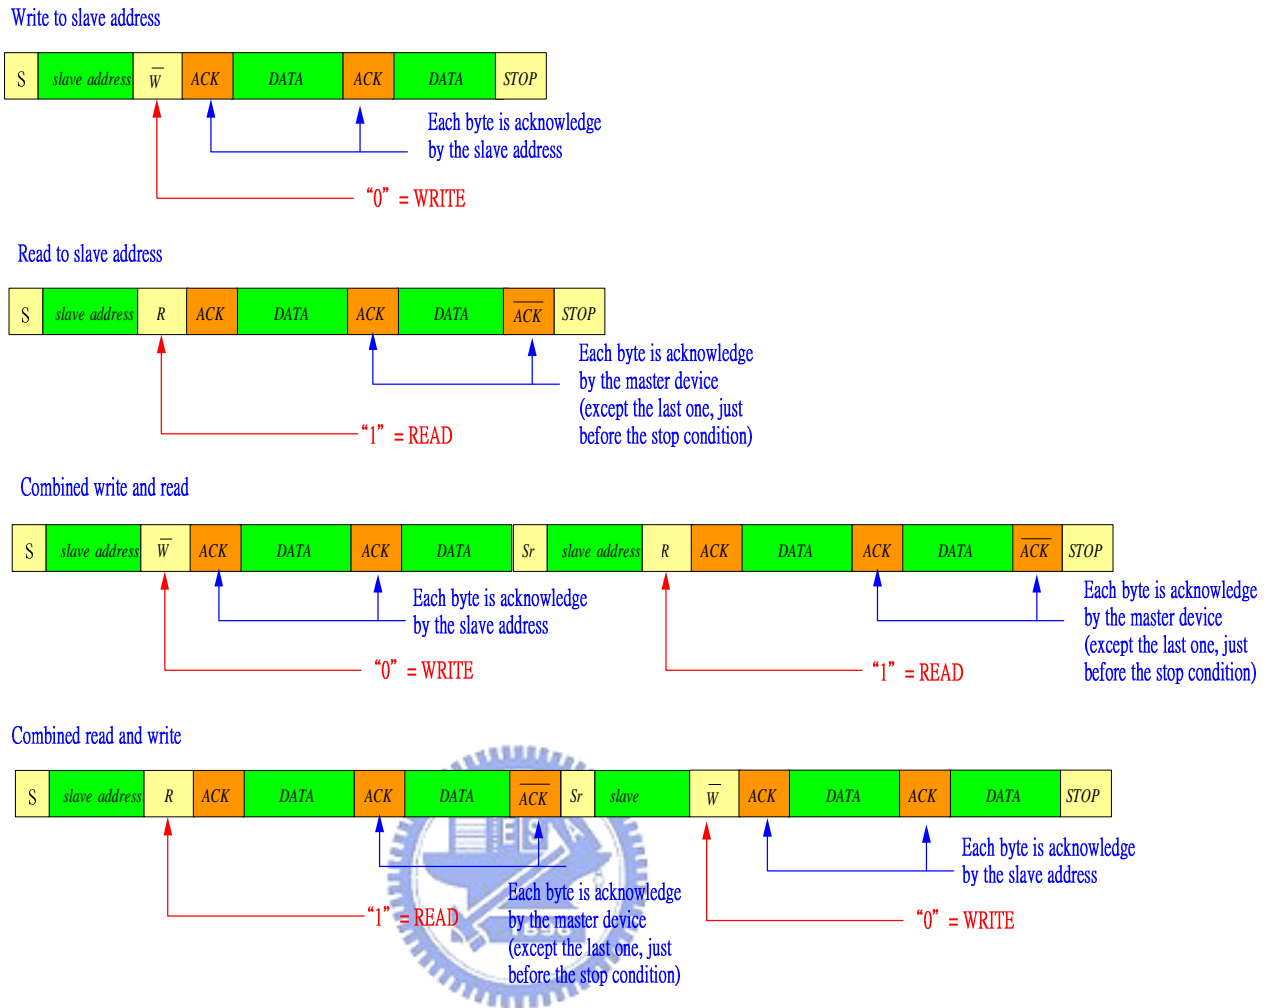 Write to slave address
S slave address W̅ ACK DATA ACK DATA STOP
Each byte is acknowledge
by the slave address
“0” = WRITE
Read to slave address
S slave address R ACK DATA ACK DATA A̅C̅K̅ STOP
Each byte is acknowledge
by the master device
(except the last one, just
before the stop condition)
“1” = READ
Combined write and read
S slave address W̅ ACK DATA ACK DATA Sr slave address R ACK DATA ACK DATA A̅C̅K̅ STOP
Each byte is acknowledge
by the slave address
“0” = WRITE
Each byte is acknowledge
by the master device
(except the last one, just
before the stop condition)
“1” = READ
Combined read and write
S slave address R ACK DATA ACK DATA A̅C̅K̅ Sr slave W̅ ACK DATA ACK DATA STOP
Each byte is acknowledge
by the master device
(except the last one, just
before the stop condition)
“1” = READ
Each byte is acknowledge
by the slave address
“0” = WRITE